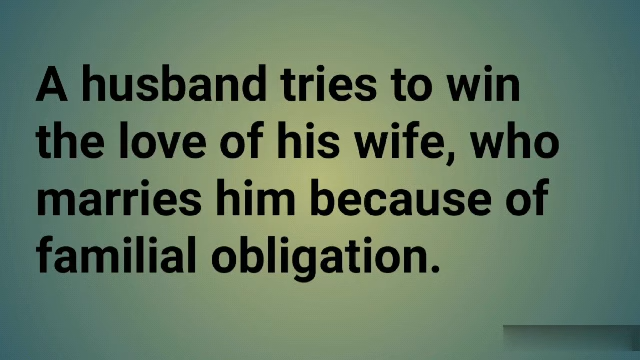 A husband tries to win
the love of his wife, who
marries him because of
familial obligation.